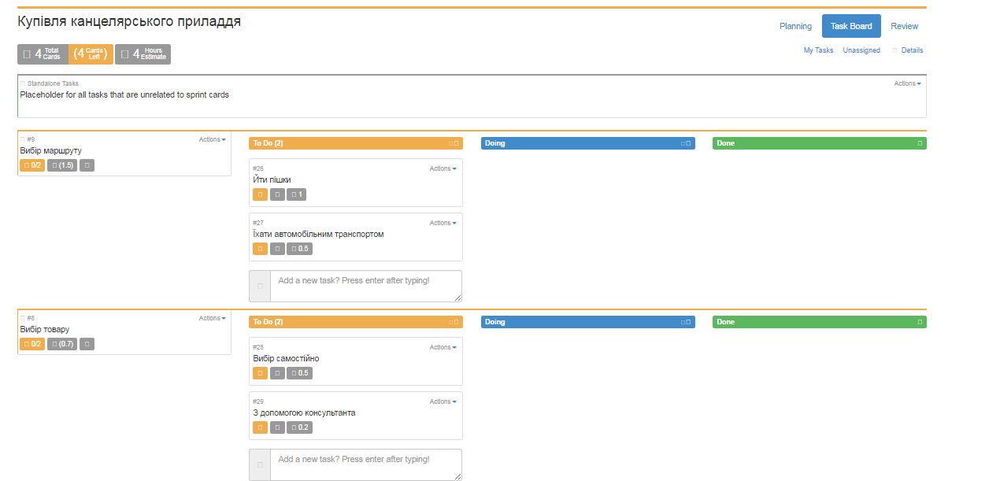 Купівля канцелярського приладдя
Planning Task Board Review
4 Total Cards (4 Cards Left) 4 Hours Estimate
My Tasks Unassigned Details
Standalone Tasks Actions
Placeholder for all tasks that are unrelated to sprint cards
#9 Actions
Вибір маршруту
0/2 (1.5)
To Do (2) Doing Done
#26 Actions
Йти пішки
1
#27 Actions
Їхати автомобільним транспортом
0.5
Add a new task? Press enter after typing!
#8 Actions
Вибір товару
0/2 (0.7)
To Do (2) Doing Done
#28 Actions
Вибір самостійно
0.5
#29 Actions
З допомогою консультанта
0.2
Add a new task? Press enter after typing!